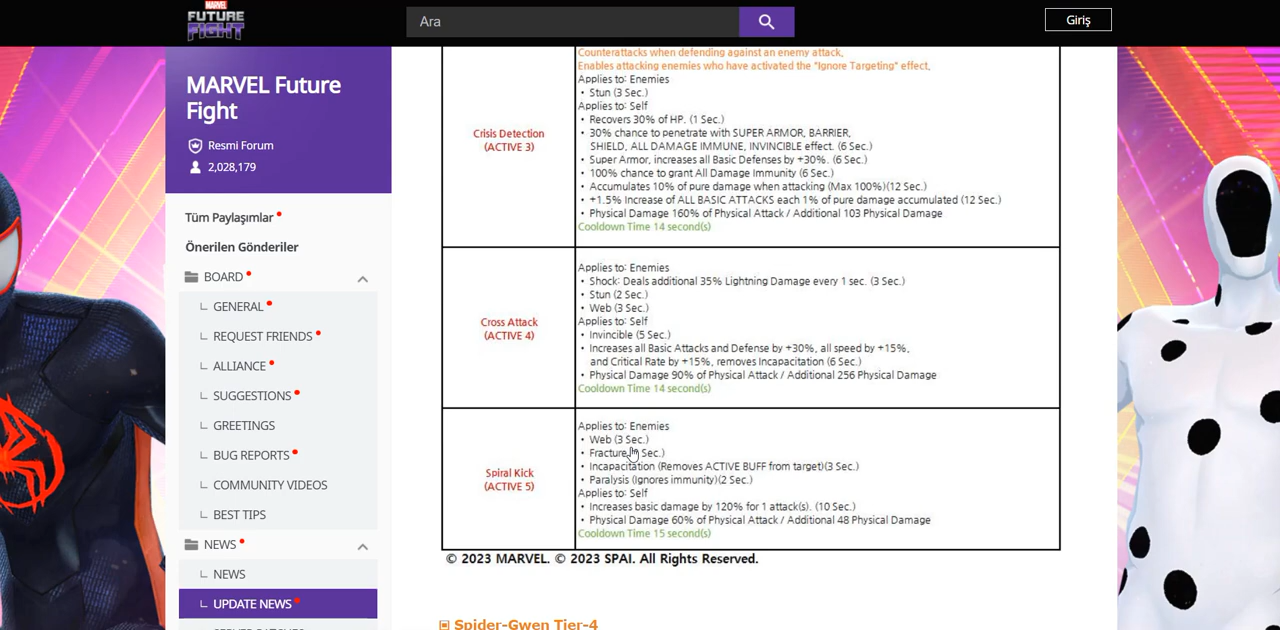 MARVEL
FUTURE
FIGHT
Ara
Giriş
MARVEL Future
Fight
Resmi Forum
2,028,179
Tüm Paylaşımlar
Önerilen Gönderiler
BOARD
GENERAL
REQUEST FRIENDS
ALLIANCE
SUGGESTIONS
GREETINGS
BUG REPORTS
COMMUNITY VIDEOS
BEST TIPS
NEWS
NEWS
UPDATE NEWS
Counterattacks when defending against an enemy attack.
Enables attacking enemies who have activated the "Ignore Targeting" effect.
Crisis Detection
(ACTIVE 3)
Applies to: Enemies
• Stun (3 Sec.)
Applies to: Self
• Recovers 30% of HP. (1 Sec.)
• 30% chance to penetrate with SUPER ARMOR, BARRIER,
SHIELD, ALL DAMAGE IMMUNE, INVINCIBLE effect. (6 Sec.)
• Super Armor, increases all Basic Defenses by +30%. (6 Sec.)
• 100% chance to grant All Damage Immunity (6 Sec.)
• Accumulates 10% of pure damage when attacking (Max 100%)(12 Sec.)
• +1.5% Increase of ALL BASIC ATTACKS each 1% of pure damage accumulated (12 Sec.)
• Physical Damage 160% of Physical Attack / Additional 103 Physical Damage
Cooldown Time 14 second(s)
Cross Attack
(ACTIVE 4)
Applies to: Enemies
• Shock: Deals additional 35% Lightning Damage every 1 sec. (3 Sec.)
• Stun (2 Sec.)
• Web (3 Sec.)
Applies to: Self
• Invincible (5 Sec.)
• Increases all Basic Attacks and Defense by +30%, all speed by +15%,
and Critical Rate by +15%, removes Incapacitation (6 Sec.)
• Physical Damage 90% of Physical Attack / Additional 256 Physical Damage
Cooldown Time 14 second(s)
Spiral Kick
(ACTIVE 5)
Applies to: Enemies
• Web (3 Sec.)
• Fracture Sec.)
• Incapacitation (Removes ACTIVE BUFF from target)(3 Sec.)
• Paralysis (Ignores immunity)(2 Sec.)
Applies to: Self
• Increases basic damage by 120% for 1 attack(s). (10 Sec.)
• Physical Damage 60% of Physical Attack / Additional 48 Physical Damage
Cooldown Time 15 second(s)
© 2023 MARVEL. © 2023 SPAI. All Rights Reserved.
Spider-Gwen Tier-4